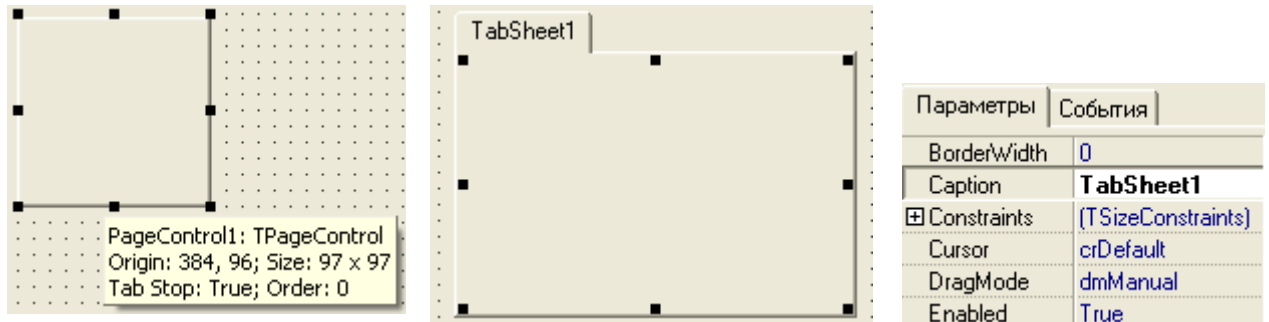 PageControl1: TPageControl
Origin: 384, 96; Size: 97 x 97
Tab Stop: True; Order: 0
TabSheet1
Параметры События
BorderWidth 0
Caption TabSheet1
Constraints (TSizeConstraints)
Cursor crDefault
DragMode dmManual
Enabled True